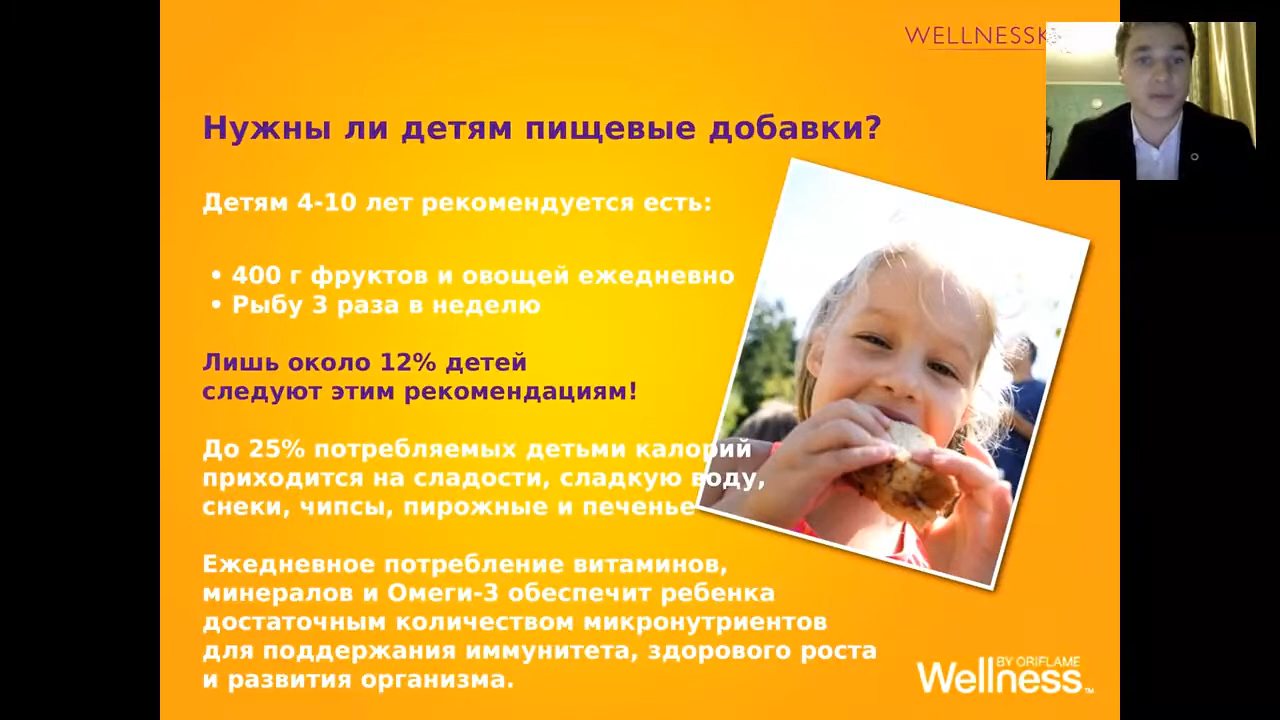 WELLNESSK
Нужны ли детям пищевые добавки?
Детям 4-10 лет рекомендуется есть:
• 400 г фруктов и овощей ежедневно
• Рыбу 3 раза в неделю
Лишь около 12% детей
следуют этим рекомендациям!
До 25% потребляемых детьми калорий
приходится на сладости, сладкую воду,
снеки, чипсы, пирожные и печенье
Ежедневное потребление витаминов,
минералов и Омеги-3 обеспечит ребенка
достаточным количеством микронутриентов
для поддержания иммунитета, здорового роста
и развития организма.
BY ORIFLAME
Wellness™